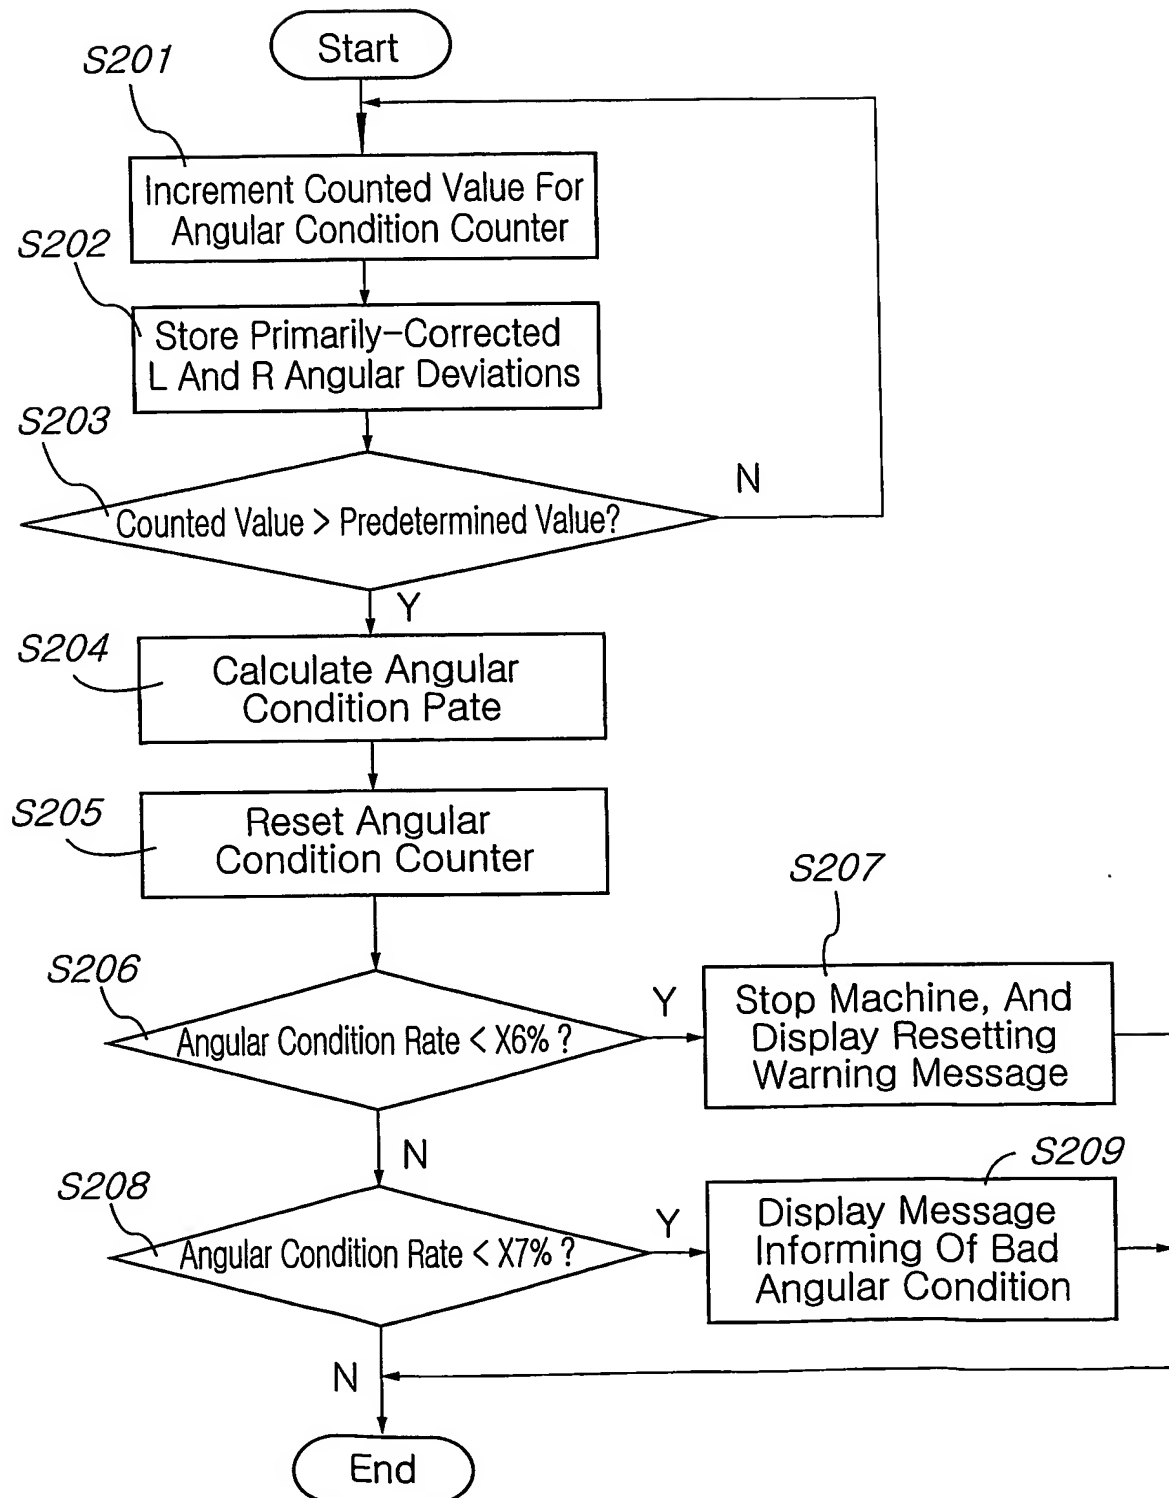 Start
S201
Increment Counted Value For
Angular Condition Counter
S202
Store Primarily-Corrected
L And R Angular Deviations
S203
Counted Value > Predetermined Value?
N
Y
S204
Calculate Angular
Condition Pate
S205
Reset Angular
Condition Counter
S206
Angular Condition Rate < X6% ?
Y
S207
Stop Machine, And
Display Resetting
Warning Message
N
S208
Angular Condition Rate < X7% ?
Y
S209
Display Message
Informing Of Bad
Angular Condition
N
End